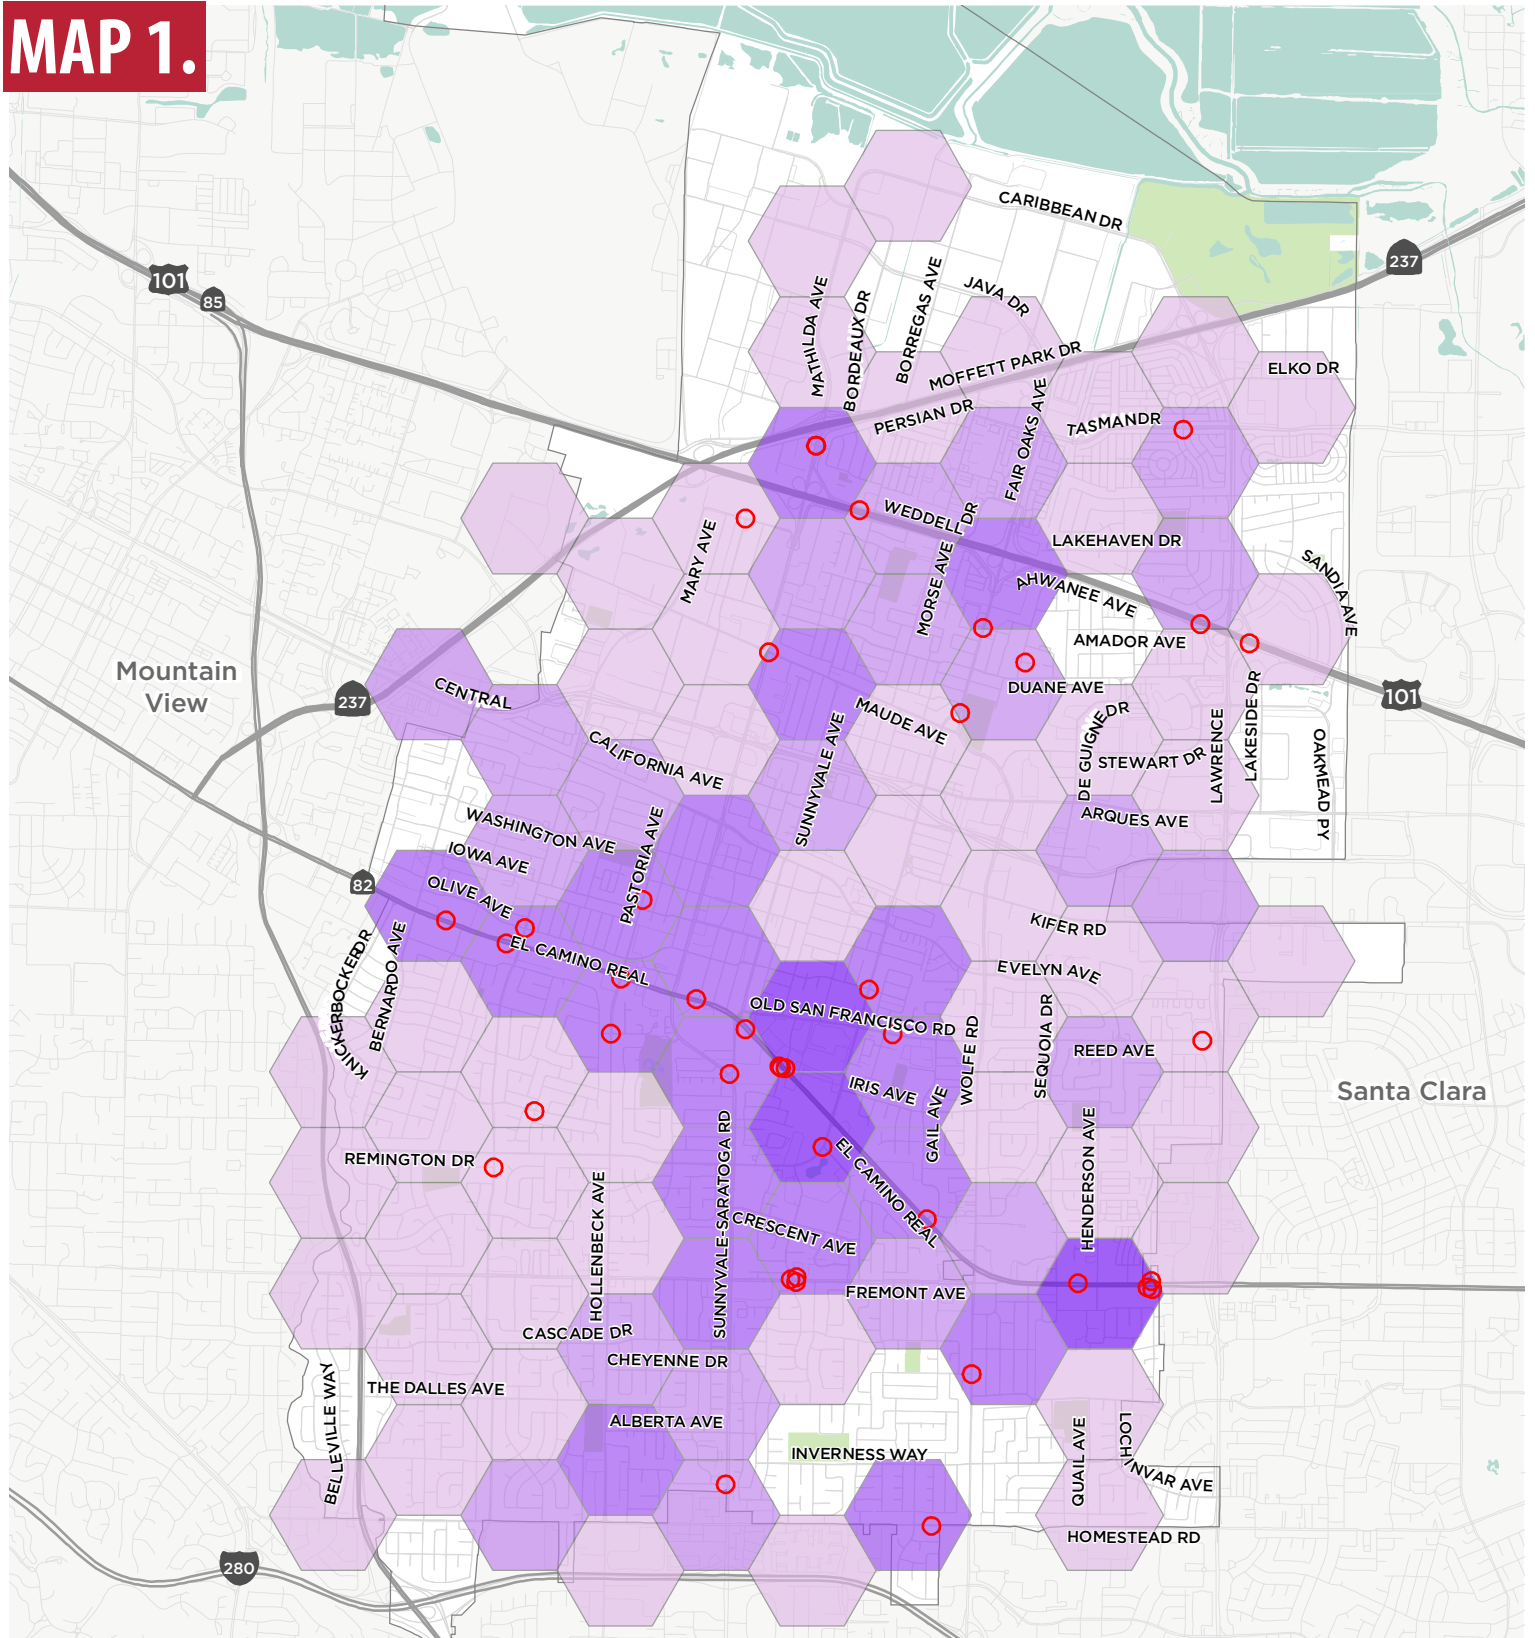 MAP 1.
CARIBBEAN DR
237
101
85
MATHILDA AVE
BORDEAUX DR
BORREGAS AVE
JAVA DR
MOFFETT PARK DR
ELKO DR
PERSIAN DR
FAIR OAKS AVE
TASMAN DR
WEDDELL DR
LAKEHAVEN DR
MARY AVE
MORSE AVE
AHWANEE AVE
SANDIA AVE
AMADOR AVE
Mountain
View
237
CENTRAL
DUANE AVE
101
MAUDE AVE
DE GUIGNE DR
LAWRENCE
LAKESIDE DR
OAKMEAD PY
SUNNYVALE AVE
CALIFORNIA AVE
STEWART DR
ARQUES AVE
WASHINGTON AVE
PASTORIA AVE
IOWA AVE
82
OLIVE AVE
KIFER RD
EL CAMINO REAL
EVELYN AVE
KNICKERBOCKER DR
BERNARDO AVE
OLD SAN FRANCISCO RD
WOLFE RD
SEQUOIA DR
REED AVE
Santa Clara
IRIS AVE
GAIL AVE
HENDERSON AVE
REMINGTON DR
HOLLENBECK AVE
SUNNYVALE-SARATOGA RD
EL CAMINO REAL
CRESCENT AVE
FREMONT AVE
CASCADE DR
CHEYENNE DR
THE DALLES AVE
BELLEVILLE WAY
ALBERTA AVE
INVERNESS WAY
QUAIL AVE
LOCHINVAR AVE
HOMESTEAD RD
280